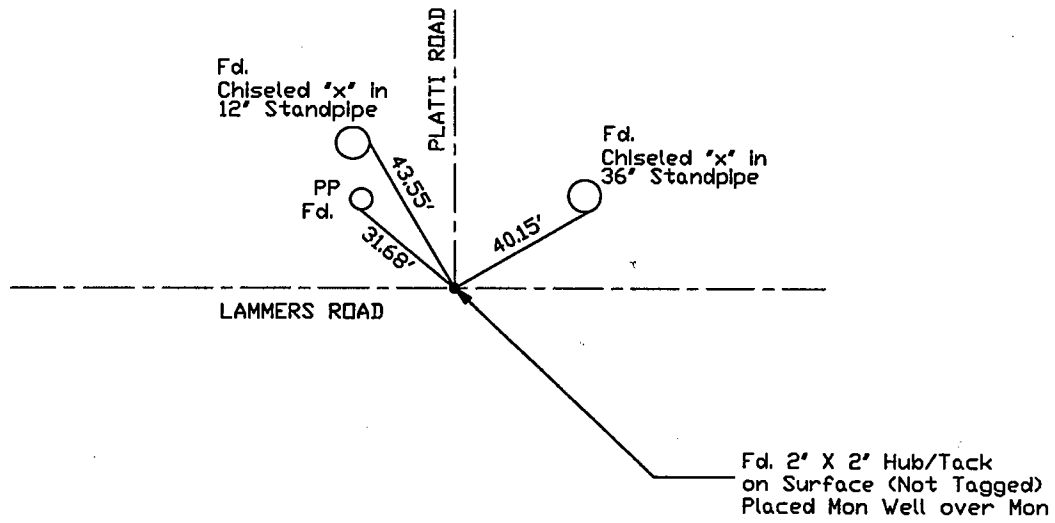 PLATTI ROAD
Fd.
Chiseled "x" in
12" Standpipe
Fd.
Chiseled "x" in
36" Standpipe
PP
Fd.
43.55'
31.68'
40.15'
LAMMERS ROAD
Fd. 2" X 2" Hub/Tack
on Surface (Not Tagged)
Placed Mon Well over Mon